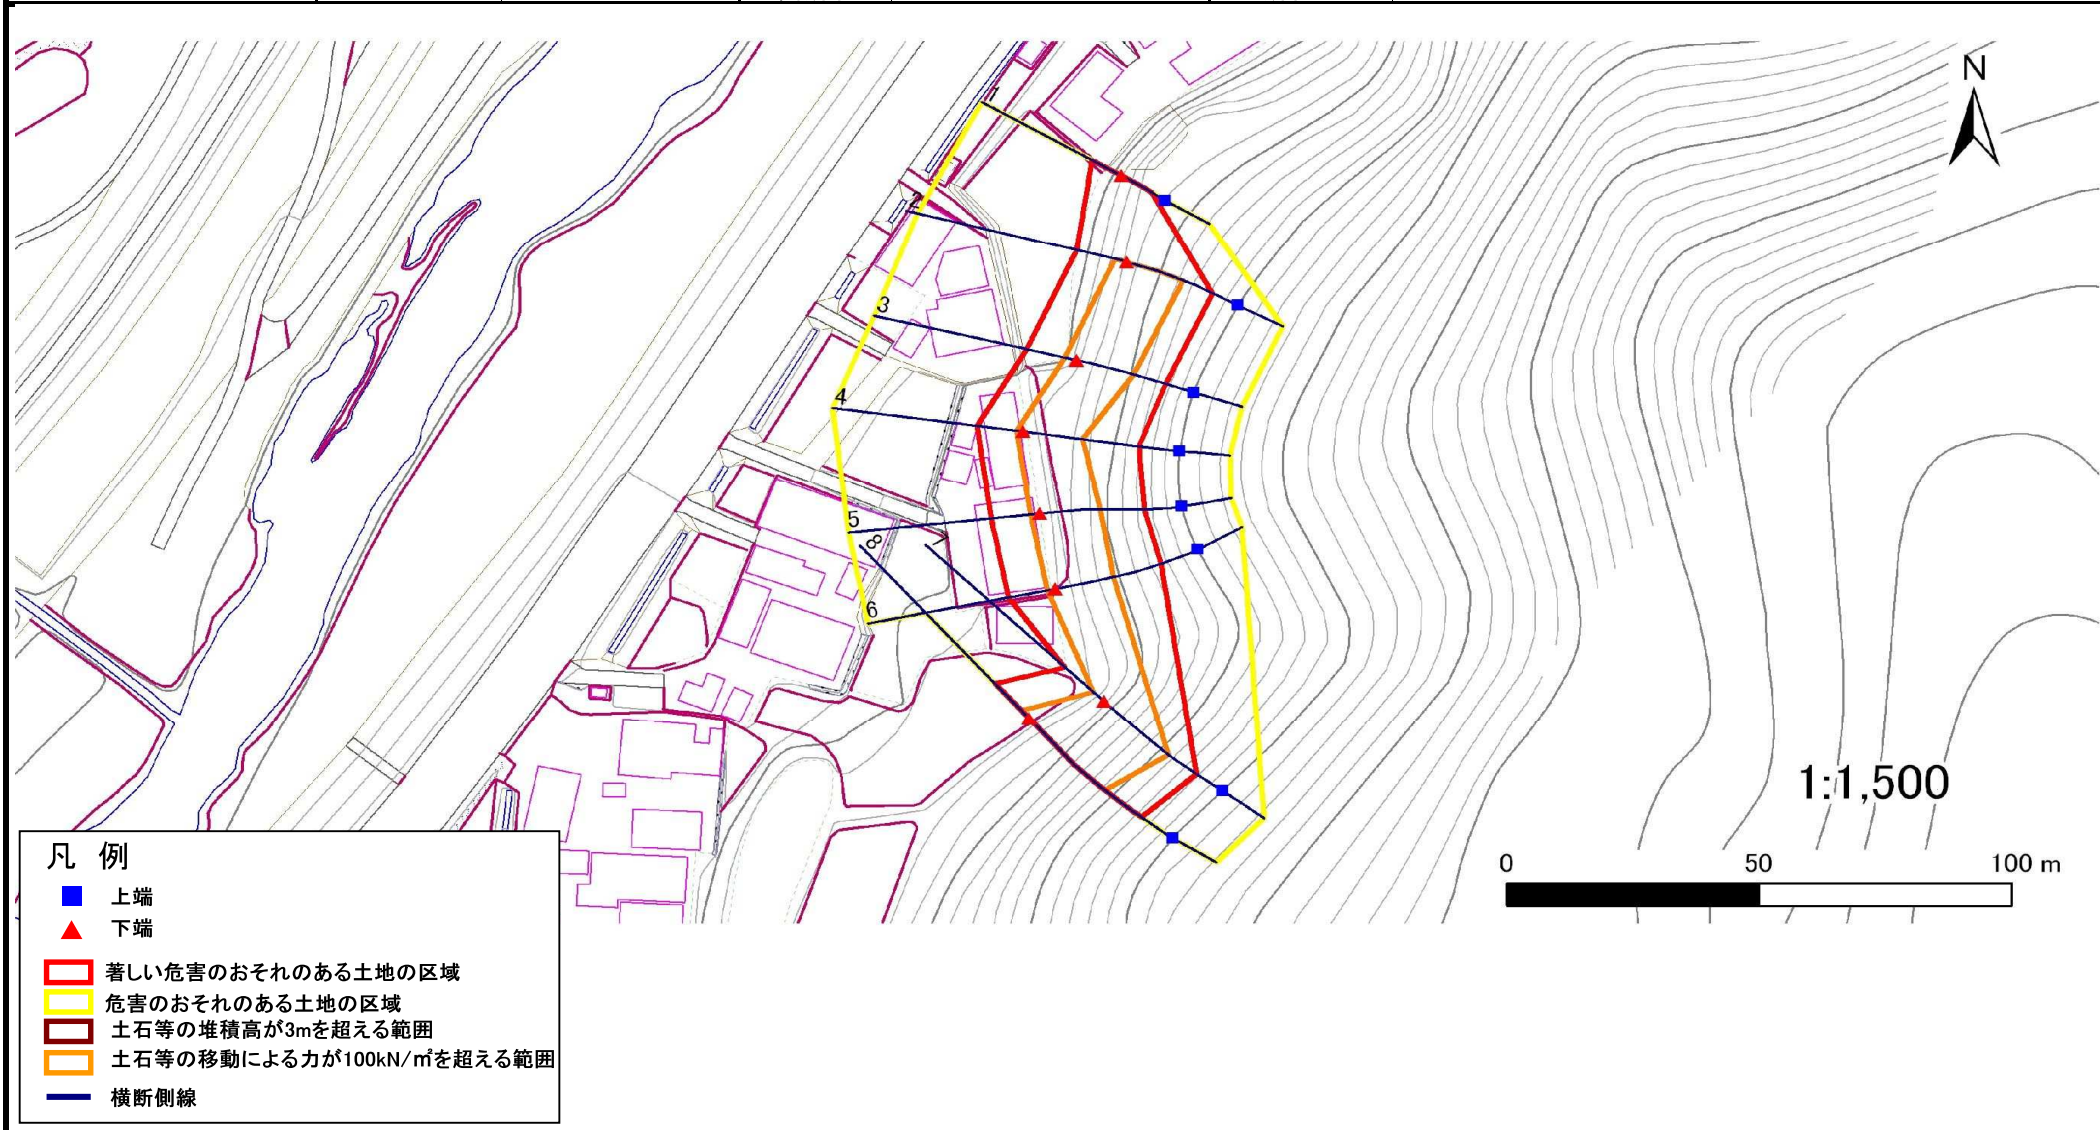 N
1
2
3
4
5
8
7
6
1:1,500
0 50 100 m
凡 例
上端
下端
著しい危害のおそれのある土地の区域
危害のおそれのある土地の区域
土石等の堆積高が3mを超える範囲
土石等の移動による力が100kN/㎡を超える範囲
横断側線